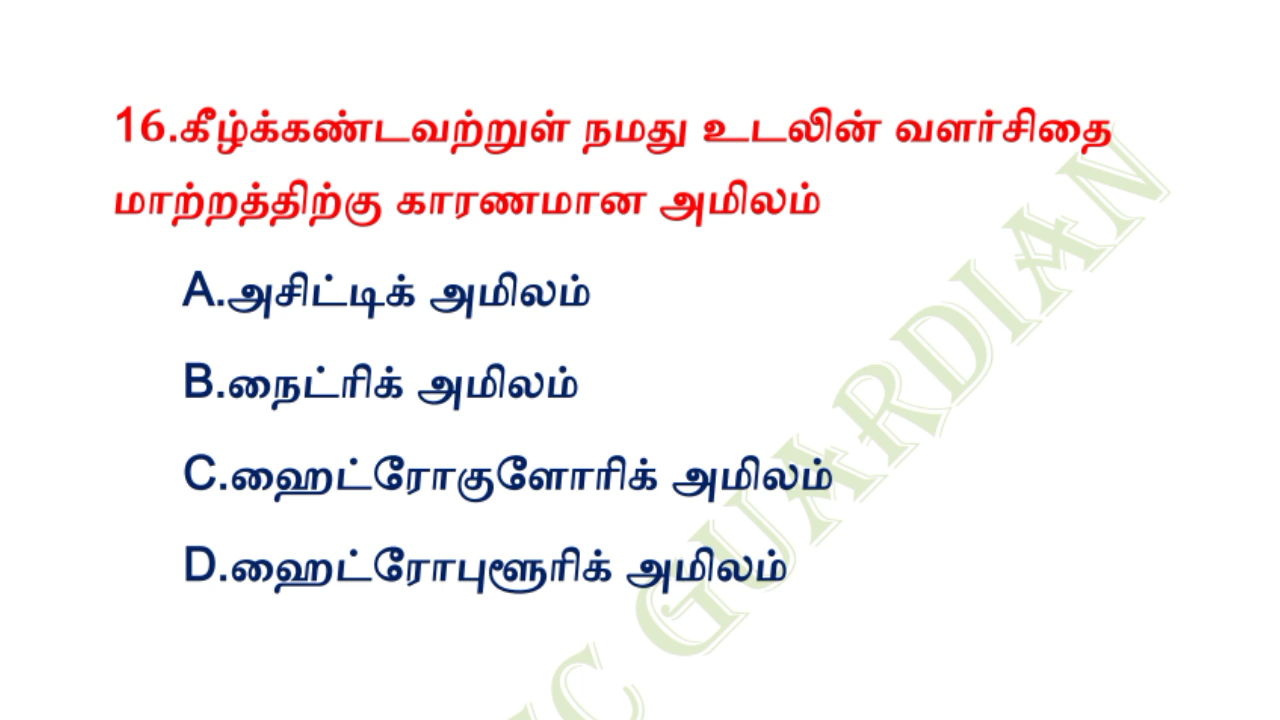 16.கீழ்க்கண்டவற்றுள் நமது உடலின் வளர்சிதை
மாற்றத்திற்கு காரணமான அமிலம்
A.அசிட்டிக் அமிலம்
B.நைட்ரிக் அமிலம்
C.ஹைட்ரோகுளோரிக் அமிலம்
D.ஹைட்ரோபுளூரிக் அமிலம்
GUARDIAN